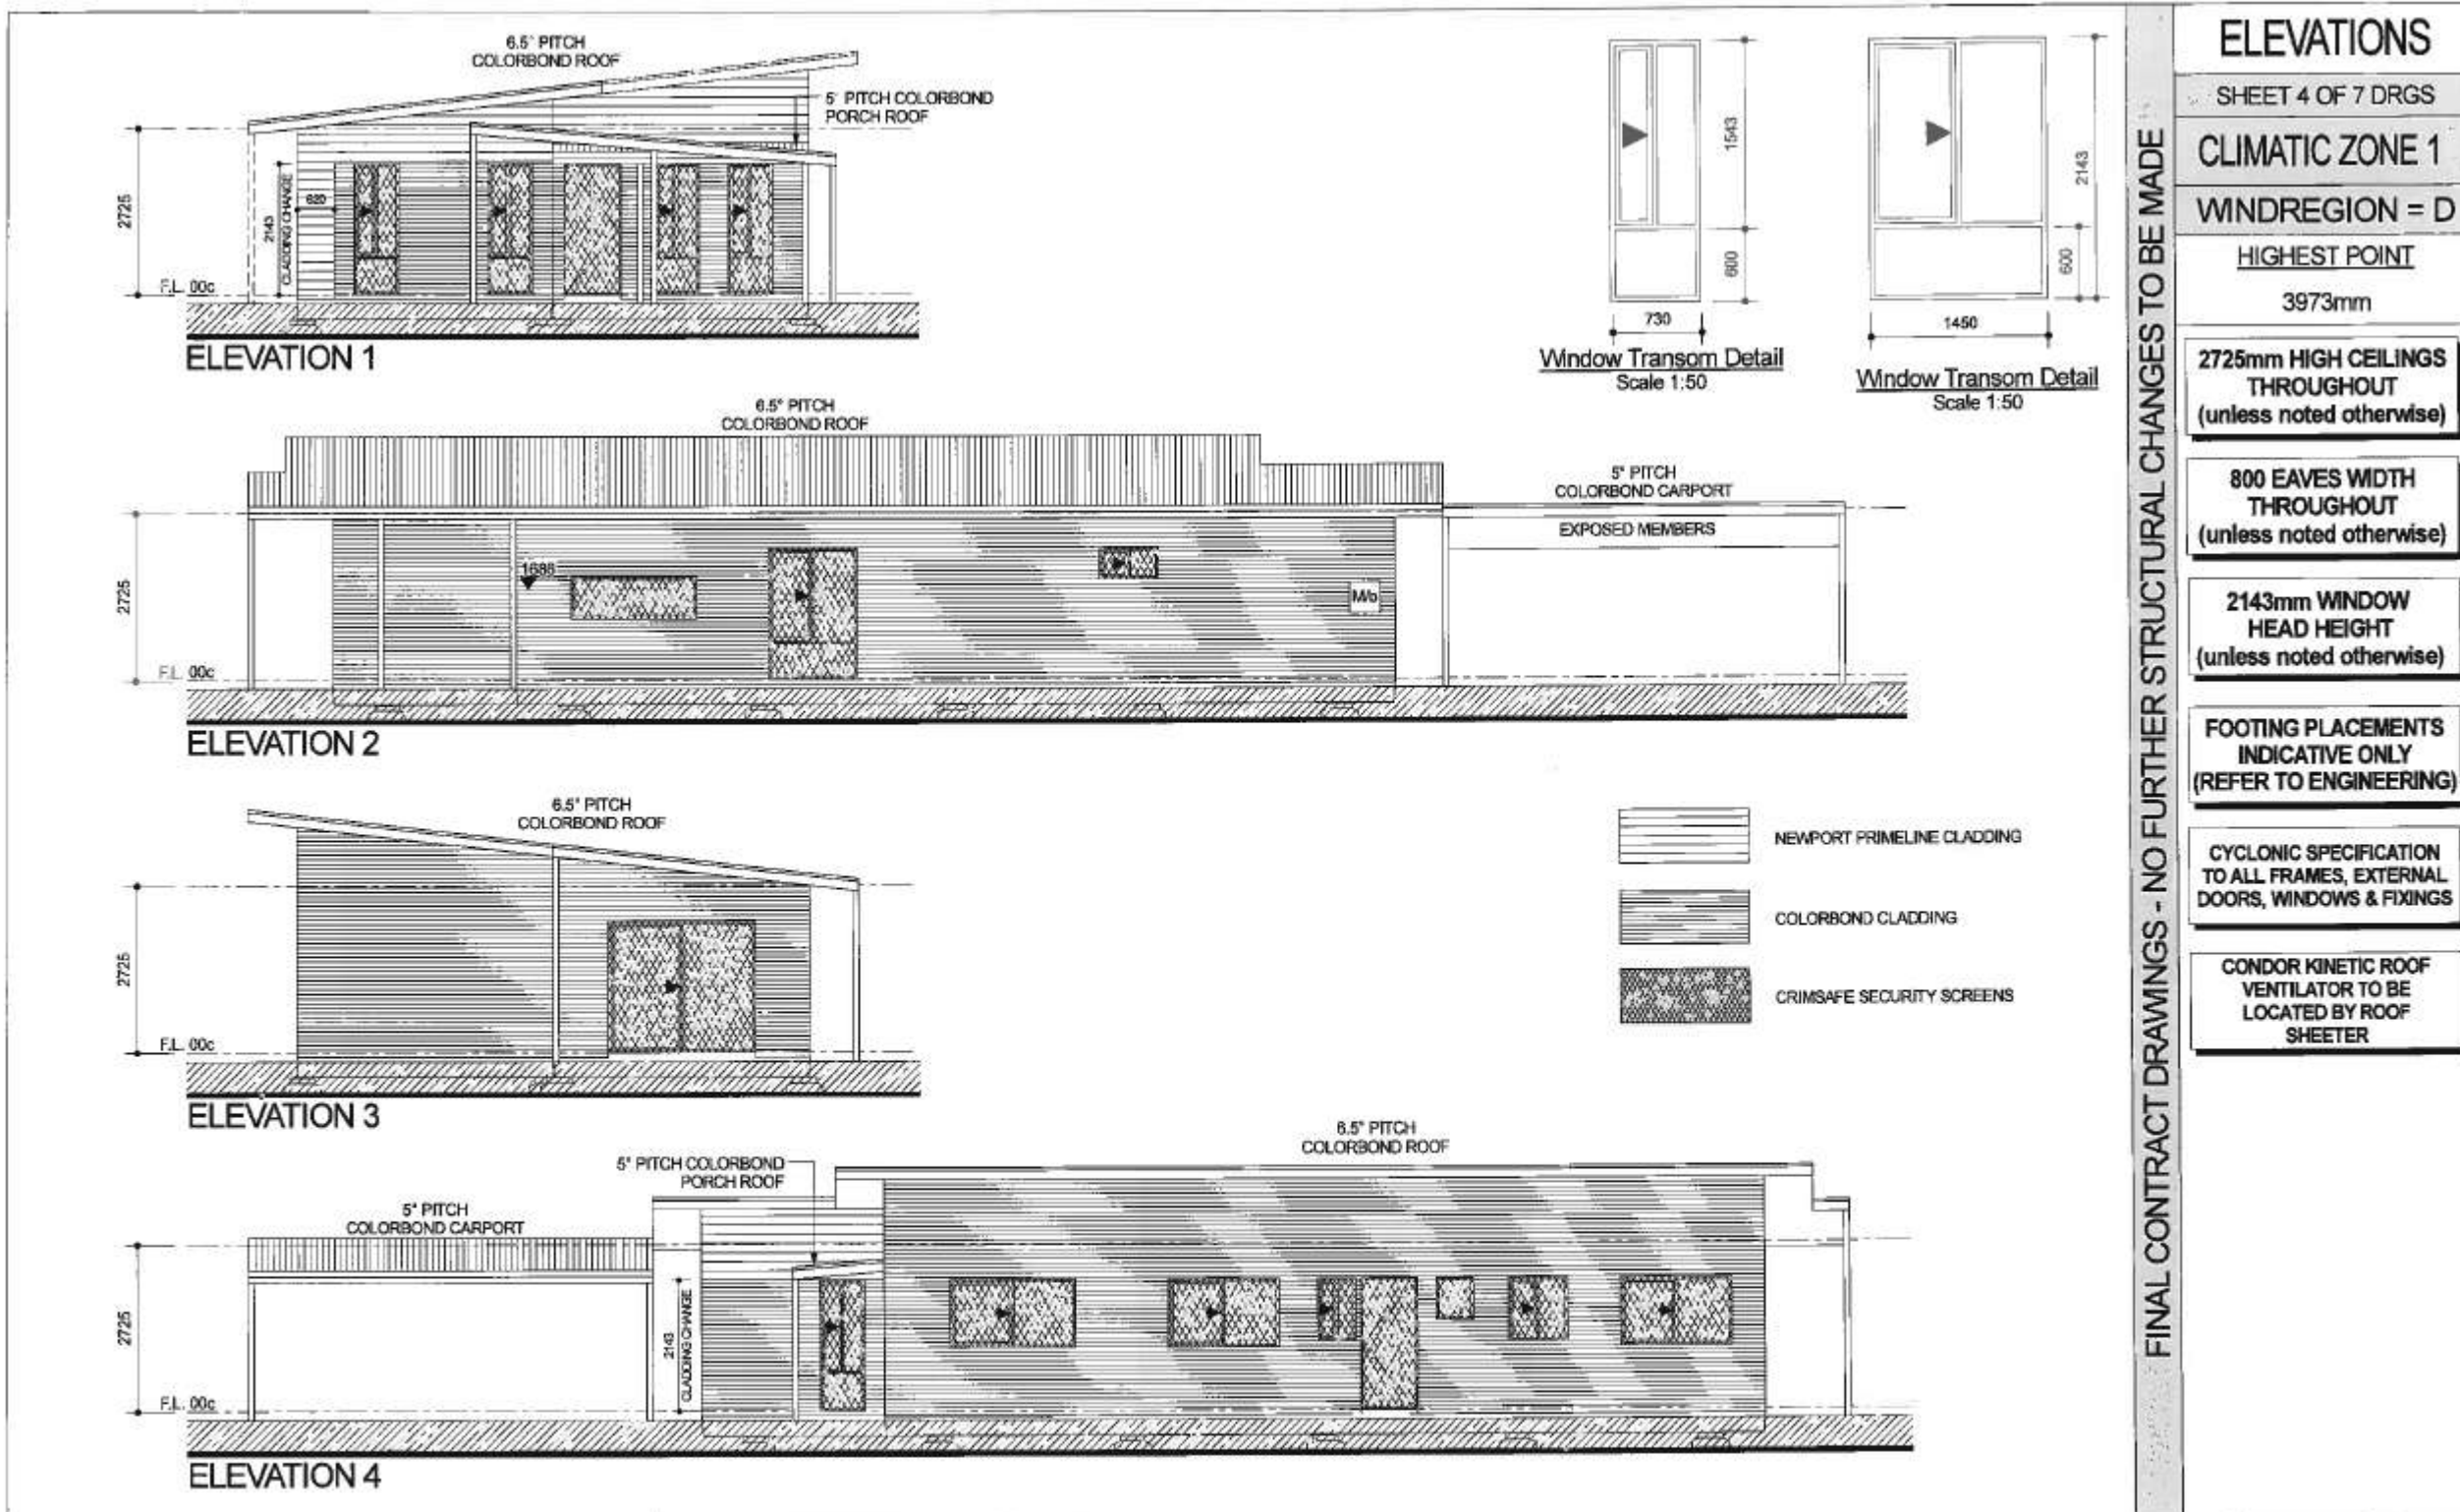 6.5° PITCH
COLORBOND ROOF
5° PITCH COLORBOND
PORCH ROOF
2725
2143
CLADDING CHANGE
620
F.L. 00c
ELEVATION 1
1543
600
730
Window Transom Detail
Scale 1:50
2143
600
1450
Window Transom Detail
Scale 1:50
6.5° PITCH
COLORBOND ROOF
5° PITCH
COLORBOND CARPORT
EXPOSED MEMBERS
2725
1686
M/b
F.L. 00c
ELEVATION 2
6.5° PITCH
COLORBOND ROOF
2725
F.L. 00c
ELEVATION 3
NEWPORT PRIMELINE CLADDING
COLORBOND CLADDING
CRIMSAFE SECURITY SCREENS
6.5° PITCH
COLORBOND ROOF
5° PITCH COLORBOND
PORCH ROOF
5° PITCH
COLORBOND CARPORT
2725
2143
CLADDING CHANGE
F.L. 00c
ELEVATION 4
FINAL CONTRACT DRAWINGS - NO FURTHER STRUCTURAL CHANGES TO BE MADE
ELEVATIONS
SHEET 4 OF 7 DRGS
CLIMATIC ZONE 1
WINDREGION = D
HIGHEST POINT
3973mm
2725mm HIGH CEILINGS
THROUGHOUT
(unless noted otherwise)
800 EAVES WIDTH
THROUGHOUT
(unless noted otherwise)
2143mm WINDOW
HEAD HEIGHT
(unless noted otherwise)
FOOTING PLACEMENTS
INDICATIVE ONLY
(REFER TO ENGINEERING)
CYCLONIC SPECIFICATION
TO ALL FRAMES, EXTERNAL
DOORS, WINDOWS & FIXINGS
CONDOR KINETIC ROOF
VENTILATOR TO BE
LOCATED BY ROOF
SHEETER